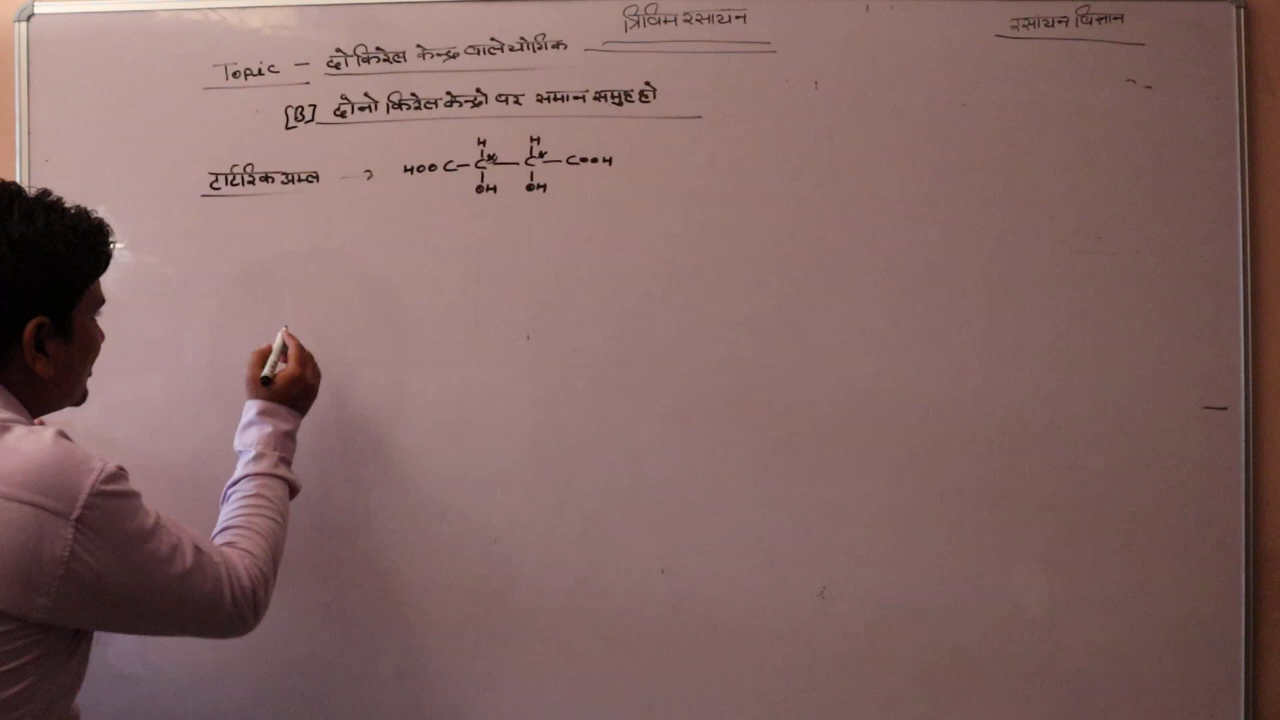 त्रिविम रसायन
रसायन विज्ञान
Topic - दो किरेल केन्द्र वाले यौगिक
[B] दोनो किरेल केन्द्रो पर समान समुह हो
H H
टार्टरिक अम्ल → HOOC-C*-C*-COOH
OH OH